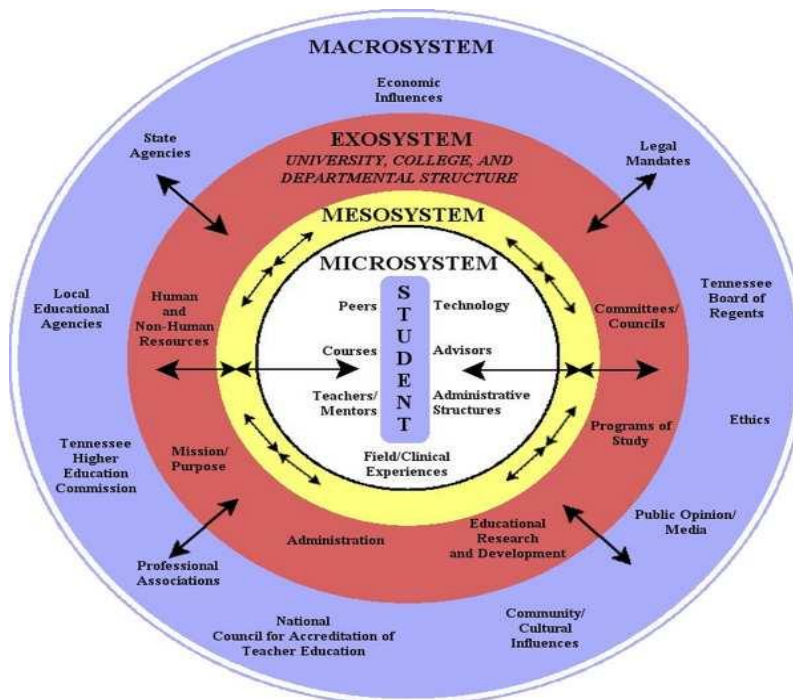 MACROSYSTEM
Economic
Influences
State
Agencies
EXOSYSTEM
UNIVERSITY, COLLEGE, AND
DEPARTMENTAL STRUCTURE
Legal
Mandates
MESOSYSTEM
MICROSYSTEM
Local
Educational
Agencies
Human
and
Non-Human
Resources
Peers
Courses
Teachers/
Mentors
STUDENT
Technology
Advisors
Administrative
Structures
Field/Clinical
Experiences
Committees/
Councils
Tennessee
Board of
Regents
Tennessee
Higher
Education
Commission
Mission/
Purpose
Programs of
Study
Ethics
Administration
Educational
Research
and Development
Public Opinion/
Media
Professional
Associations
National
Council for Accreditation of
Teacher Education
Community/
Cultural
Influences